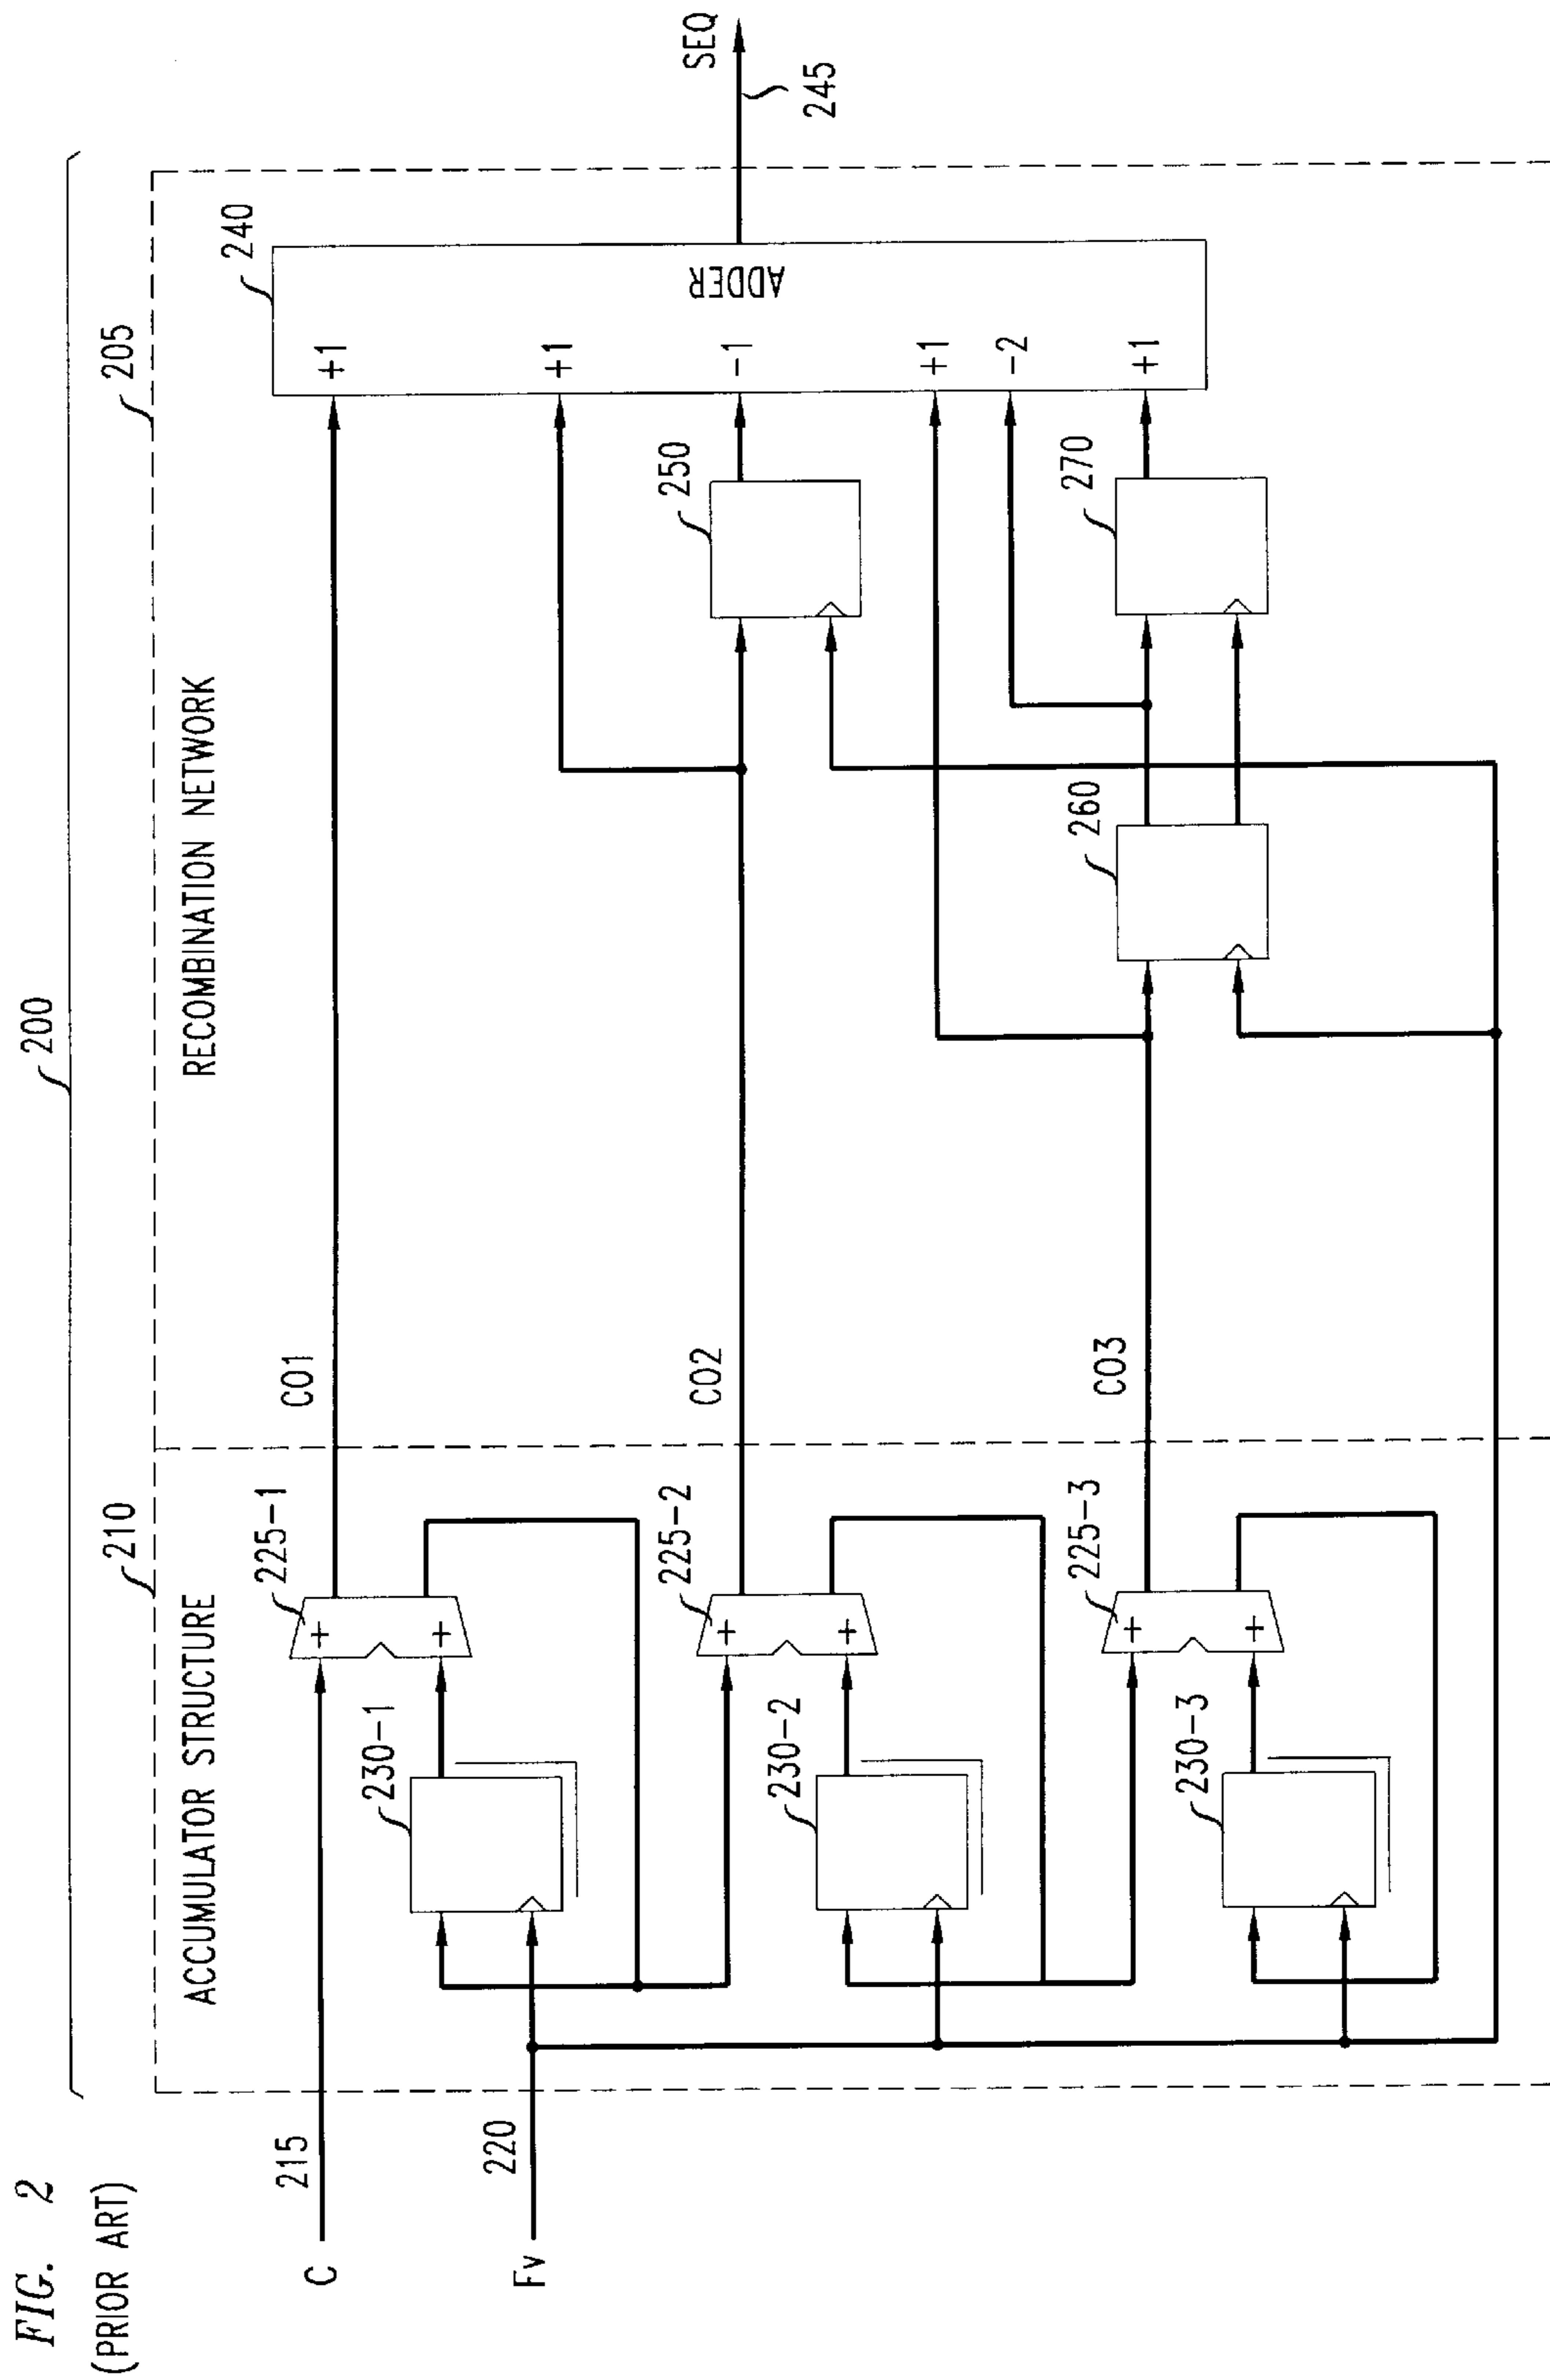 FIG. 2
(PRIOR ART)
200
210
205
ACCUMULATOR STRUCTURE
RECOMBINATION NETWORK
C
215
Fv
220
225-1
+
+
230-1
CO1
225-2
+
+
230-2
CO2
225-3
+
+
230-3
CO3
250
260
270
240
ADDER
+1
+1
-1
+1
-2
+1
SEQ
245